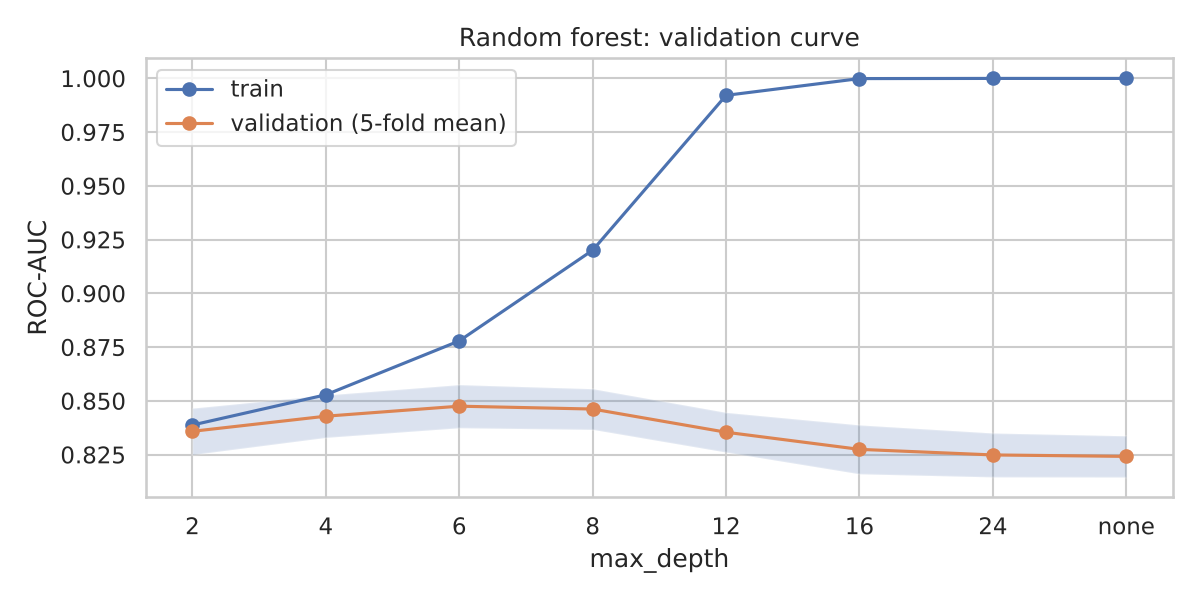 Random forest: validation curve
train
validation (5-fold mean)
1.000
0.975
0.950
0.925
0.900
0.875
0.850
0.825
ROC-AUC
2 4 6 8 12 16 24 none
max_depth